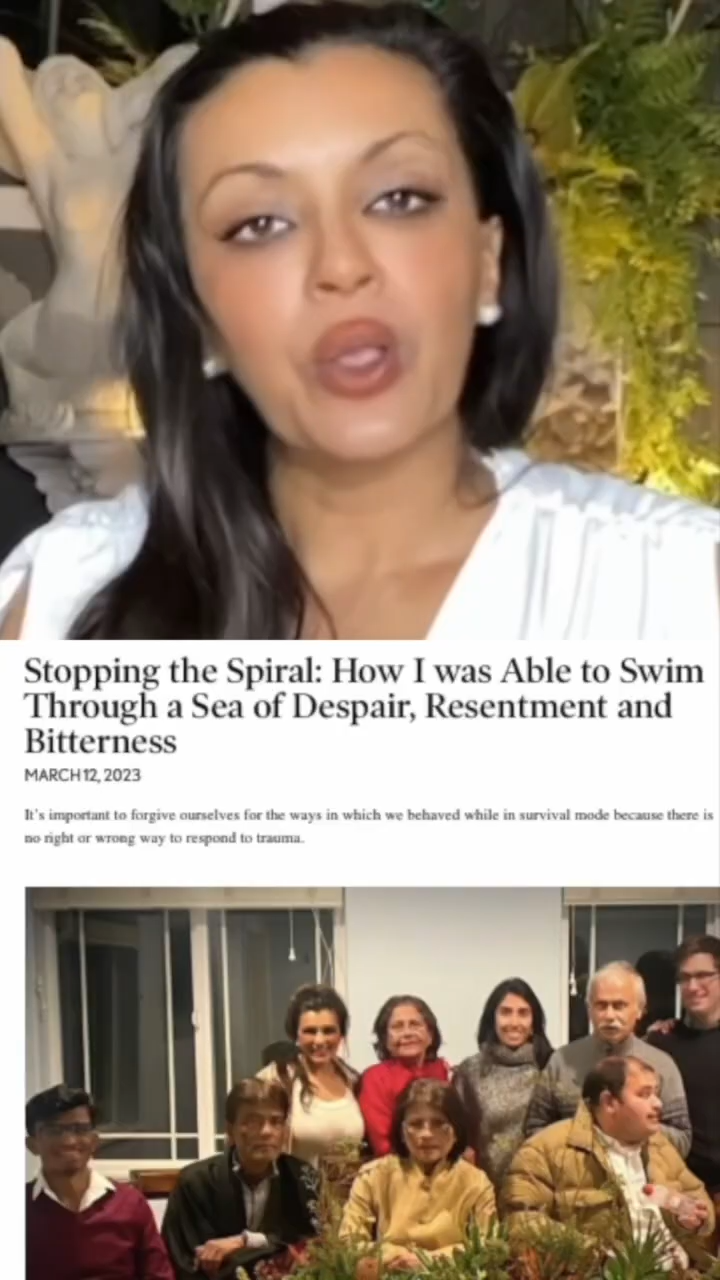 Stopping the Spiral: How I was Able to Swim
Through a Sea of Despair, Resentment and
Bitterness
MARCH 12, 2023
It's important to forgive ourselves for the ways in which we behaved while in survival mode because there is
no right or wrong way to respond to trauma.